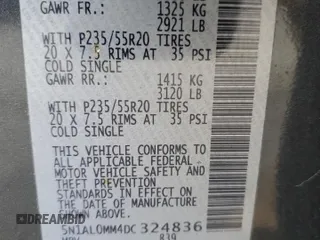 GAWR FR.: 1325 KG
2921 LB
WITH P235/55R20 TIRES
20 X 7.5 RIMS AT 35 PSI
COLD SINGLE
GAWR RR.: 1415 KG
3120 LB
WITH P235/55R20 TIRES
20 X 7.5 RIMS AT 35 PSI
COLD SINGLE
THIS VEHICLE CONFORMS TO
ALL APPLICABLE FEDERAL
MOTOR VEHICLE SAFETY AND
THEFT PREVENTION
STANDARDS IN EFFECT ON
THE DATE OF MANUFACTURE
SHOWN ABOVE.
5N1AL0MM4DC324836
MPV 839
DREAMBID